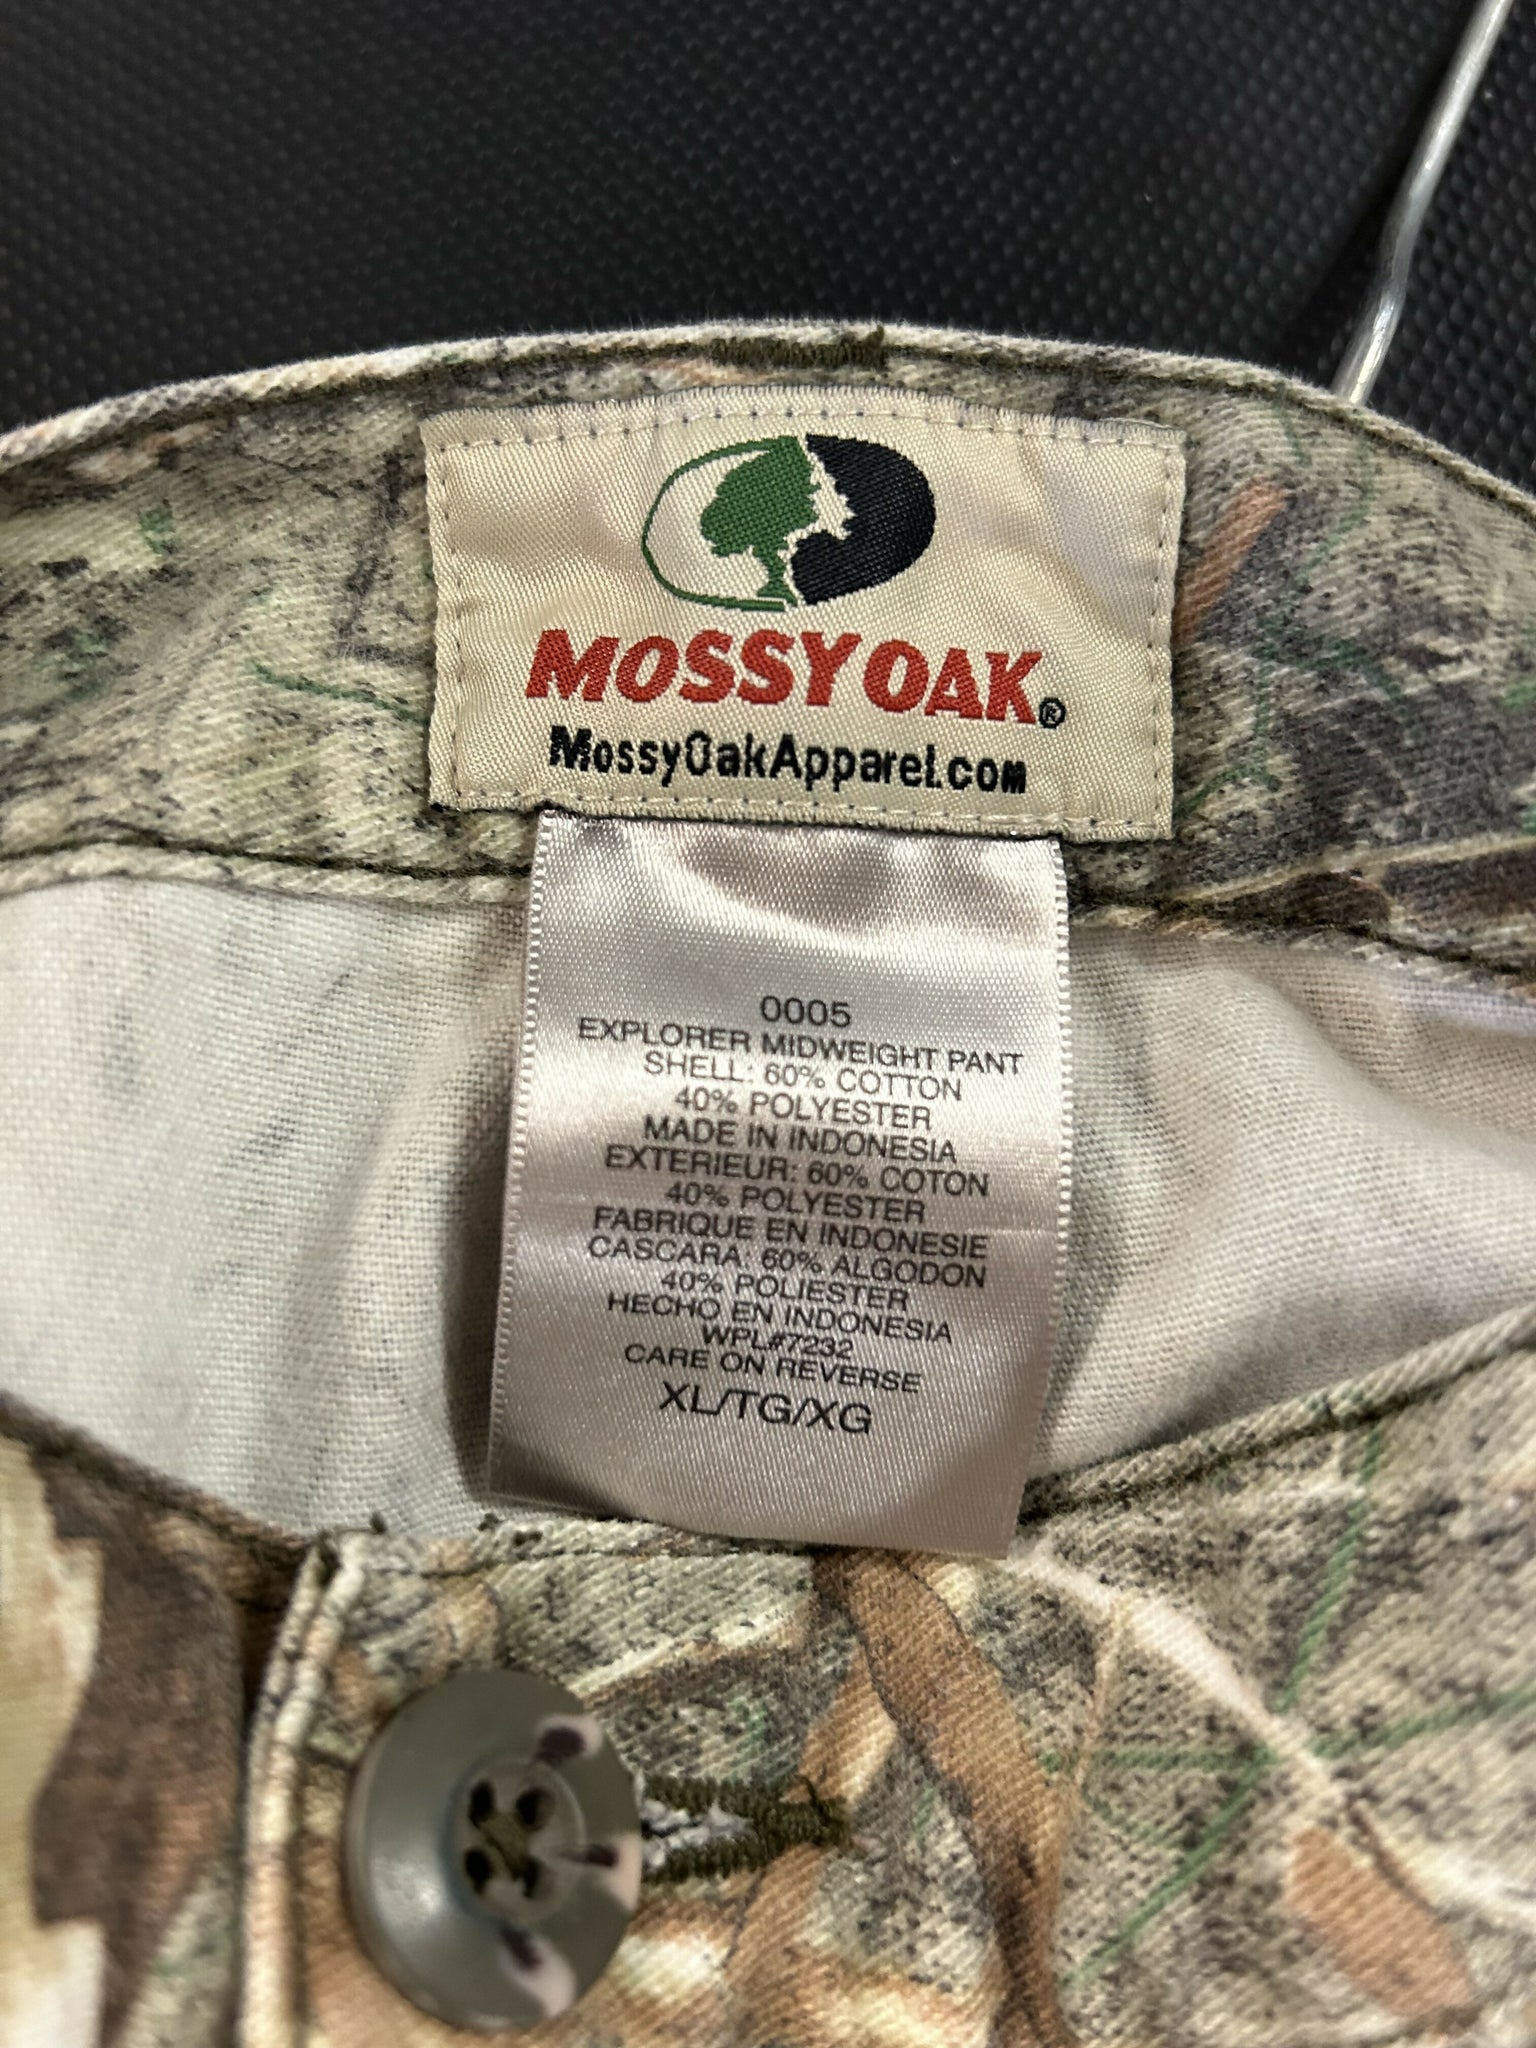 MOSSY OAK®
MossyOakApparel.com
0005
EXPLORER MIDWEIGHT PANT
SHELL: 60% COTTON
40% POLYESTER
MADE IN INDONESIA
EXTERIEUR: 60% COTON
40% POLYESTER
FABRIQUE EN INDONESIE
CASCARA: 60% ALGODON
40% POLIESTER
HECHO EN INDONESIA
WPL#7232
CARE ON REVERSE
XL/TG/XG